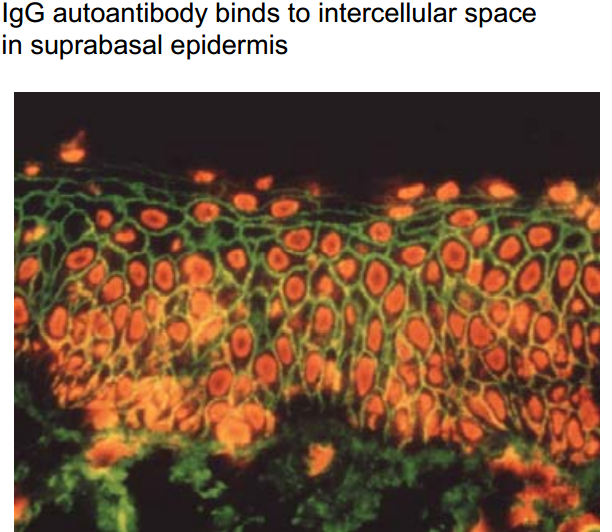 IgG autoantibody binds to intercellular space
in suprabasal epidermis